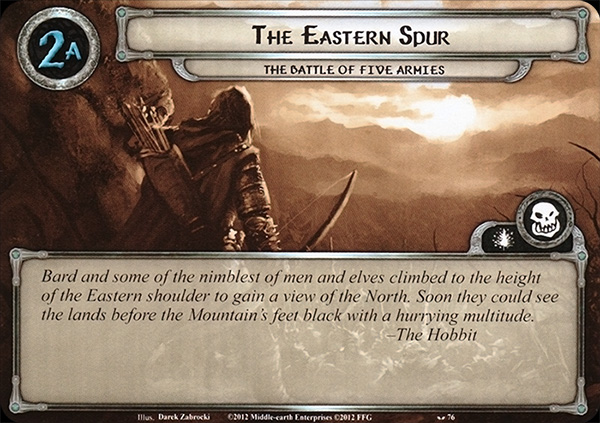 2A
THE EASTERN SPUR
THE BATTLE OF FIVE ARMIES
Bard and some of the nimblest of men and elves climbed to the height
of the Eastern shoulder to gain a view of the North. Soon they could see
the lands before the Mountain's feet black with a hurrying multitude.
–The Hobbit
Illus. Darek Zabrocki ©2012 Middle-earth Enterprises ©2012 FFG 76